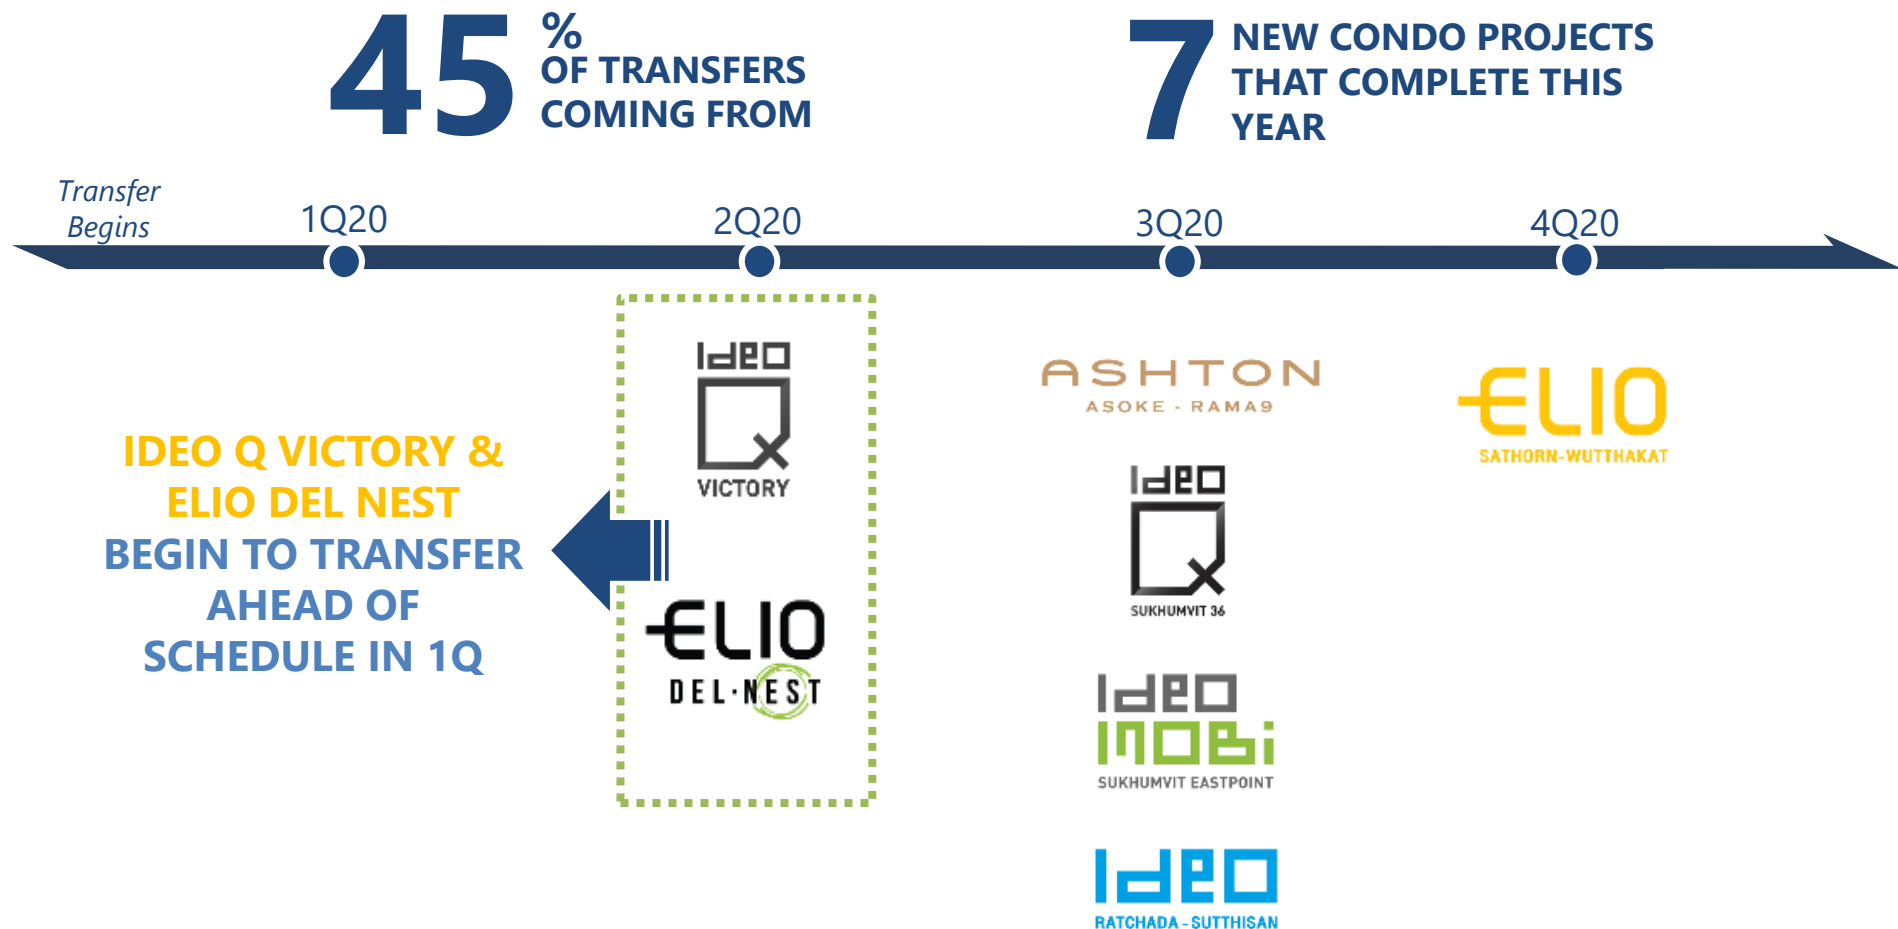 45
%
OF TRANSFERS
COMING FROM
7
NEW CONDO PROJECTS
THAT COMPLETE THIS
YEAR
Transfer
Begins
1Q20
2Q20
3Q20
4Q20
IDEO Q VICTORY &
ELIO DEL NEST
BEGIN TO TRANSFER
AHEAD OF
SCHEDULE IN 1Q
Ideo
Q
VICTORY
ELIO
DEL·NEST
ASHTON
ASOKE - RAMA9
Ideo
Q
SUKHUMVIT 36
Ideo
MOBi
SUKHUMVIT EASTPOINT
Ideo
RATCHADA - SUTTHISAN
ELIO
SATHORN-WUTTHAKAT